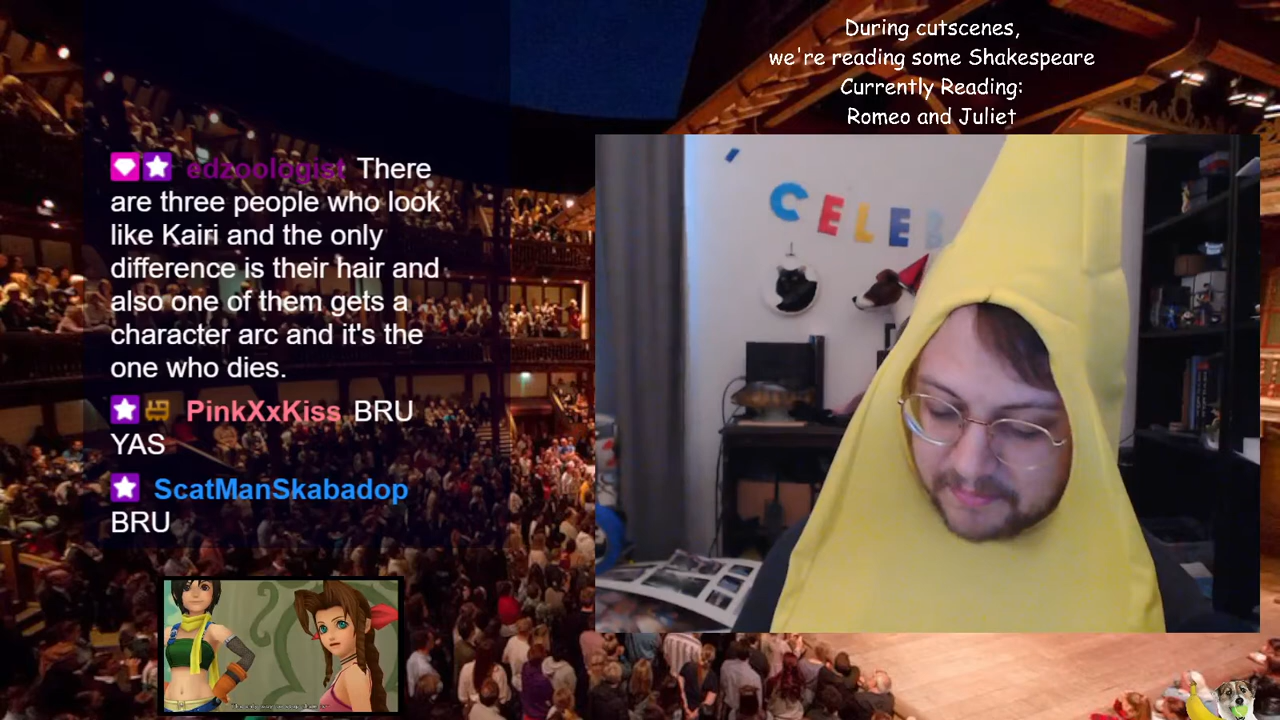 During cutscenes,
we're reading some Shakespeare
Currently Reading:
Romeo and Juliet
CELEB
edzoologist There
are three people who look
like Kairi and the only
difference is their hair and
also one of them gets a
character arc and it's the
one who dies.
PinkXxKiss BRU
YAS
ScatManSkabadop
BRU